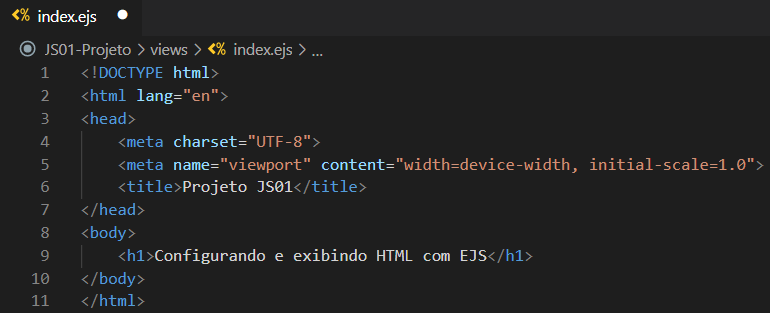 index.ejs
JS01-Projeto > views > <% index.ejs > ...
1 <!DOCTYPE html>
2 <html lang="en">
3 <head>
4     <meta charset="UTF-8">
5     <meta name="viewport" content="width=device-width, initial-scale=1.0">
6     <title>Projeto JS01</title>
7 </head>
8 <body>
9     <h1>Configurando e exibindo HTML com EJS</h1>
10 </body>
11 </html>